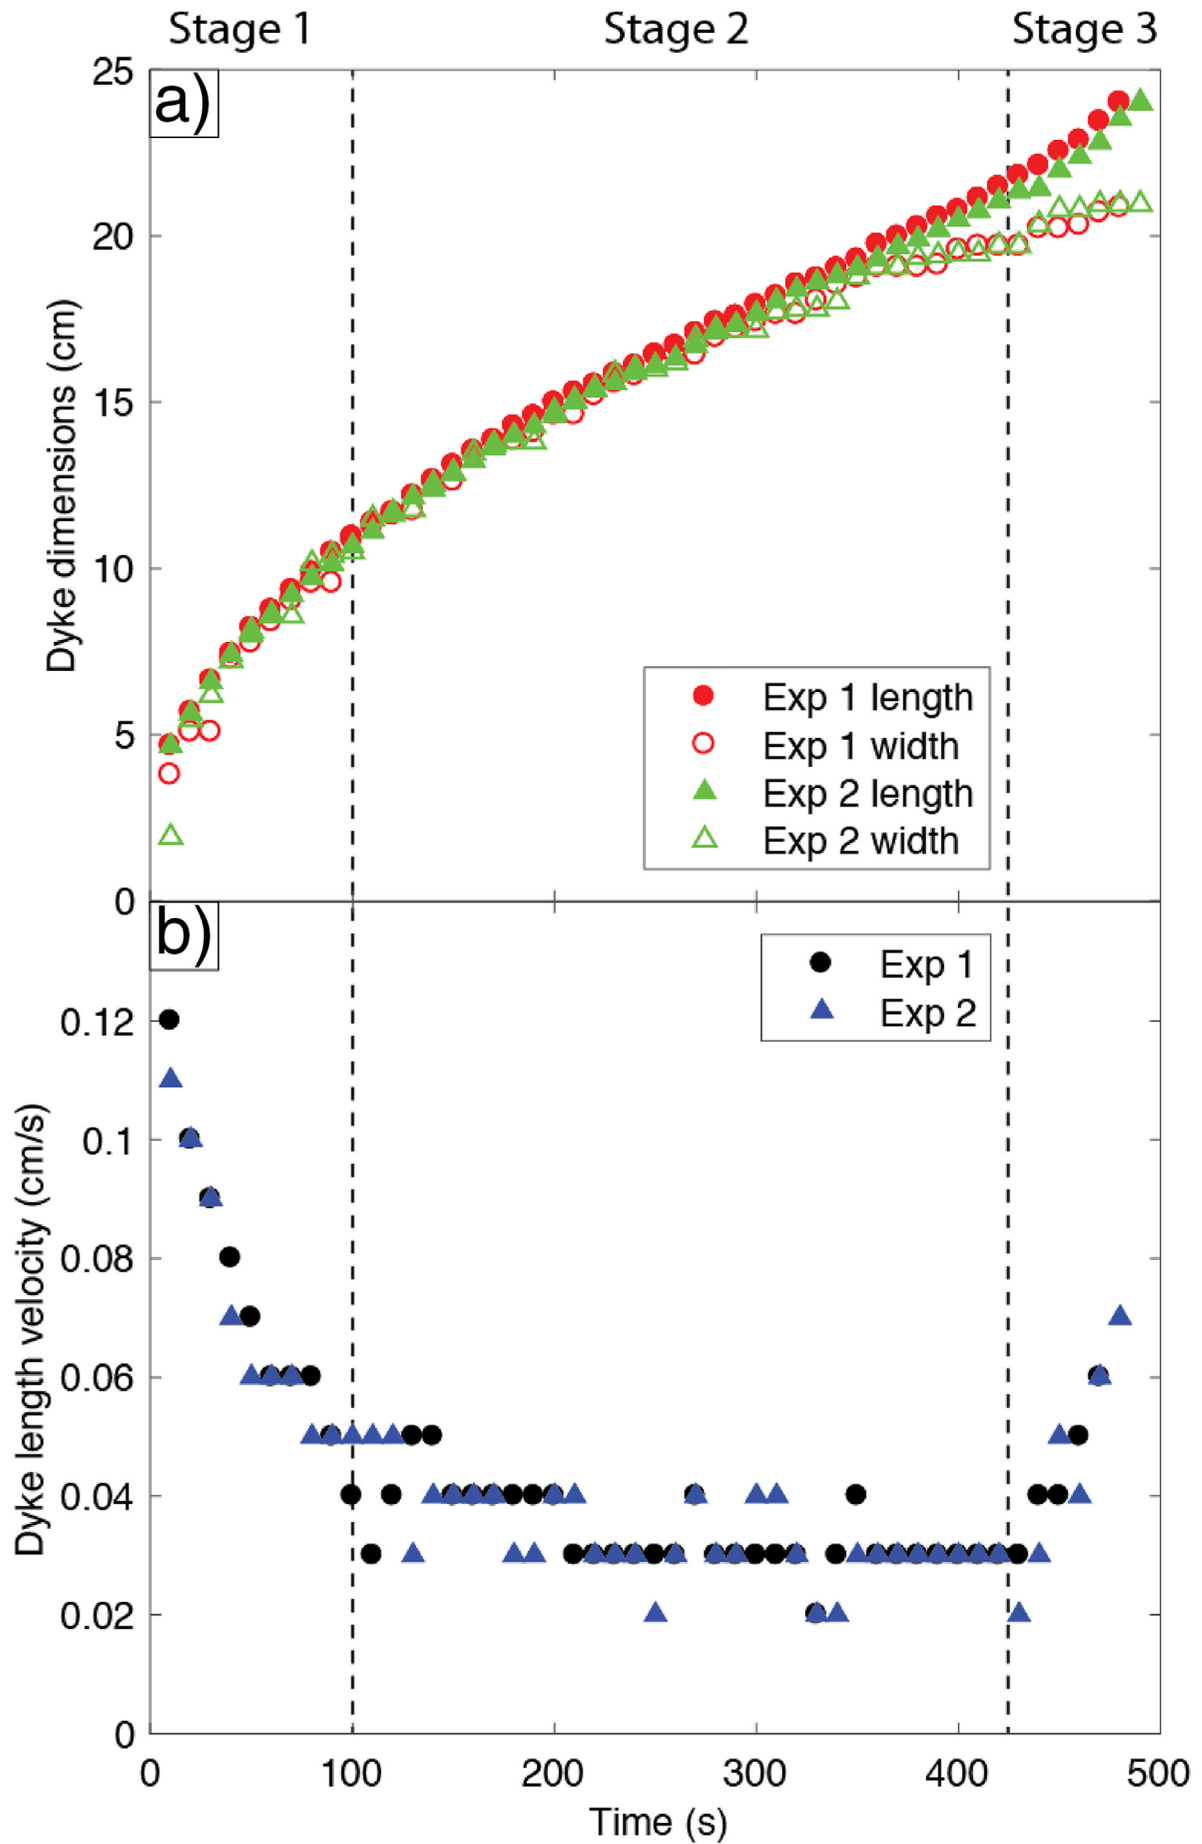 Stage 1 Stage 2 Stage 3
a)
25
20
15
10
5
0
Dyke dimensions (cm)
Exp 1 length
Exp 1 width
Exp 2 length
Exp 2 width
b)
Exp 1
Exp 2
0.12
0.1
0.08
0.06
0.04
0.02
0
Dyke length velocity (cm/s)
0 100 200 300 400 500
Time (s)